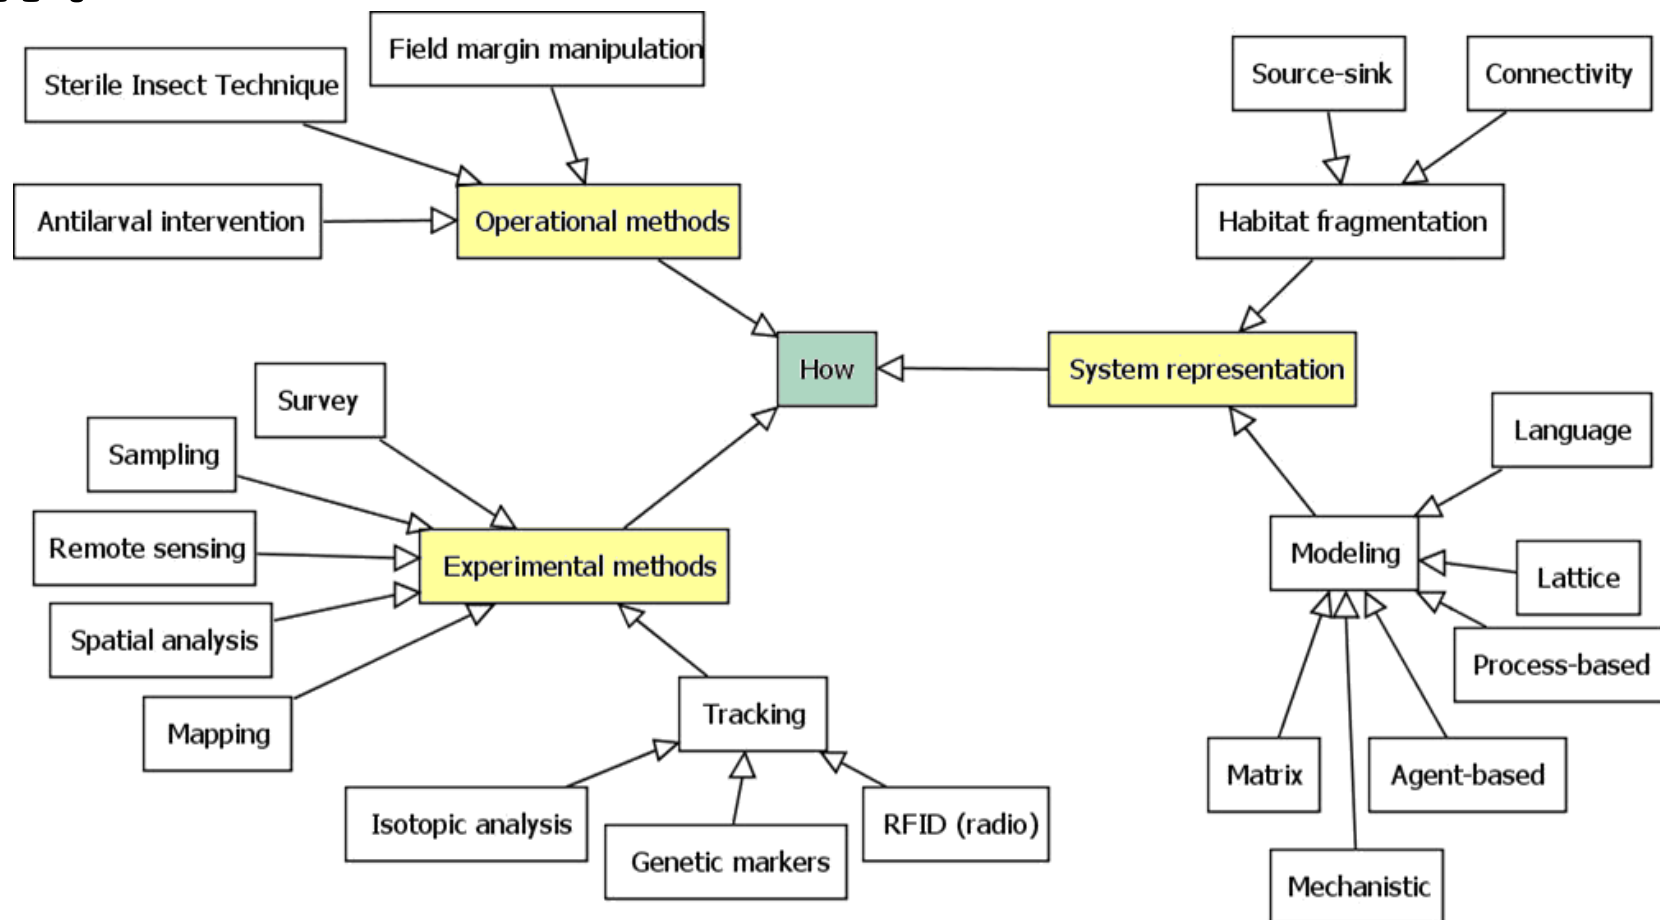 Field margin manipulation
Sterile Insect Technique
Source-sink
Connectivity
Antilarval intervention
Operational methods
Habitat fragmentation
How
System representation
Survey
Language
Sampling
Remote sensing
Experimental methods
Modeling
Lattice
Spatial analysis
Process-based
Mapping
Tracking
Matrix
Agent-based
Isotopic analysis
Genetic markers
RFID (radio)
Mechanistic